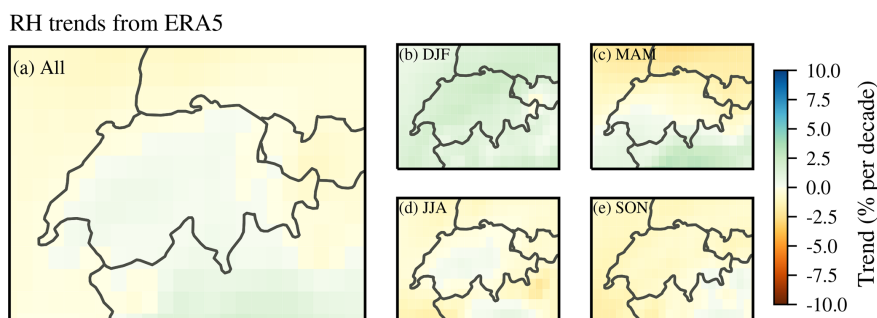 RH trends from ERA5
(a) All
(b) DJF
(c) MAM
(d) JJA
(e) SON
10.0
7.5
5.0
2.5
0.0
-2.5
-5.0
-7.5
-10.0
Trend (% per decade)